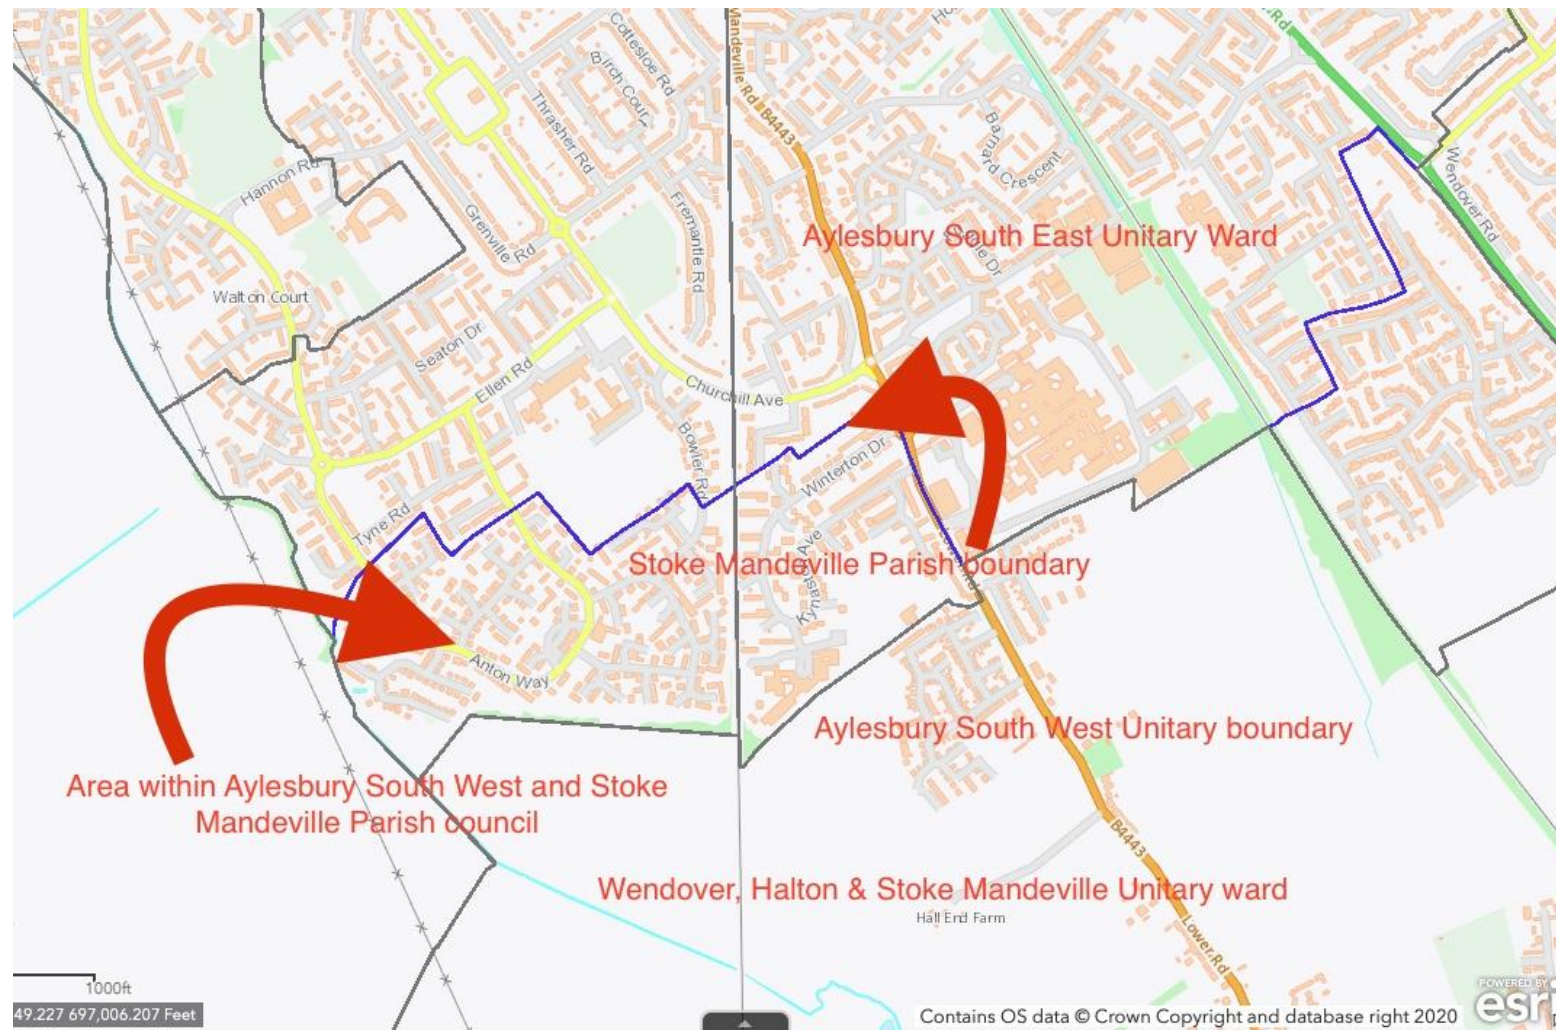 Mandeville Rd
B4443
Cottesloe Rd
Birch Court
Thrasher Rd
Hannon Rd
Grenville Rd
Fremantle Rd
Walton Court
Seaton Dr
Ellen Rd
Churchill Ave
Bowler Rd
Wendover Rd
Aylesbury South East Unitary Ward
Winterton Dr
Tyne Rd
Stoke Mandeville Parish boundary
Anton Way
Aylesbury South West Unitary boundary
Area within Aylesbury South West and Stoke
Mandeville Parish council
B4443
Wendover, Halton & Stoke Mandeville Unitary ward
Hall End Farm
Lower Rd
1000ft
49.227 697,006.207 Feet
Contains OS data © Crown Copyright and database right 2020
POWERED BY
esri